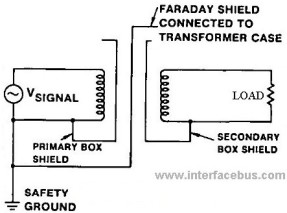 FARADAY SHIELD
CONNECTED TO
TRANSFORMER CASE
VSIGNAL
LOAD
PRIMARY BOX
SHIELD
SECONDARY
BOX SHIELD
www.interfacebus.com
SAFETY
GROUND